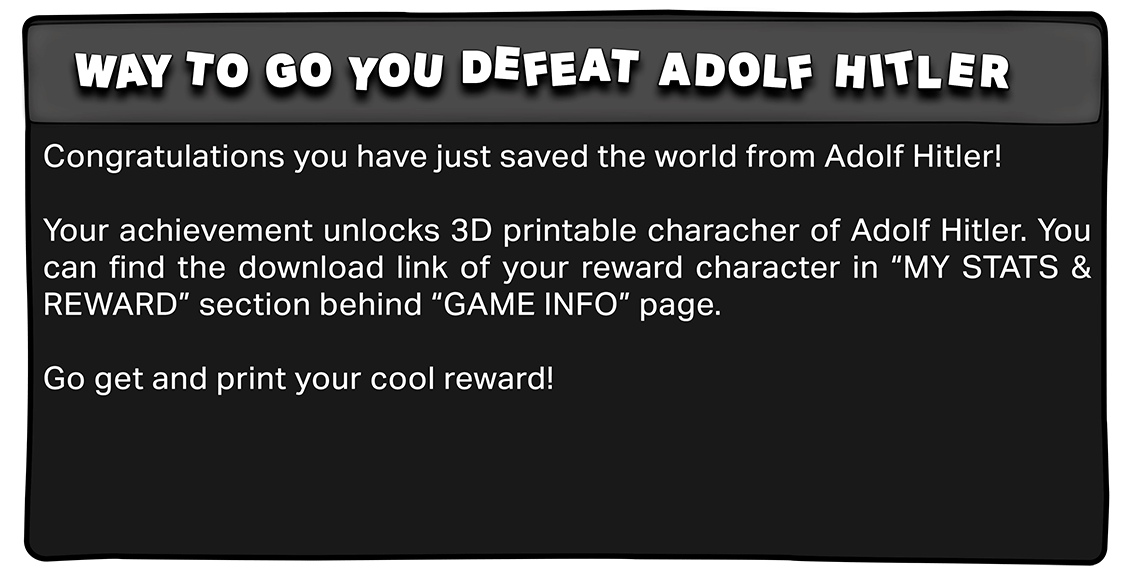 WAY TO GO YOU DEFEAT ADOLF HITLER
Congratulations you have just saved the world from Adolf Hitler!
Your achievement unlocks 3D printable characher of Adolf Hitler. You
can find the download link of your reward character in “MY STATS &
REWARD” section behind “GAME INFO” page.
Go get and print your cool reward!